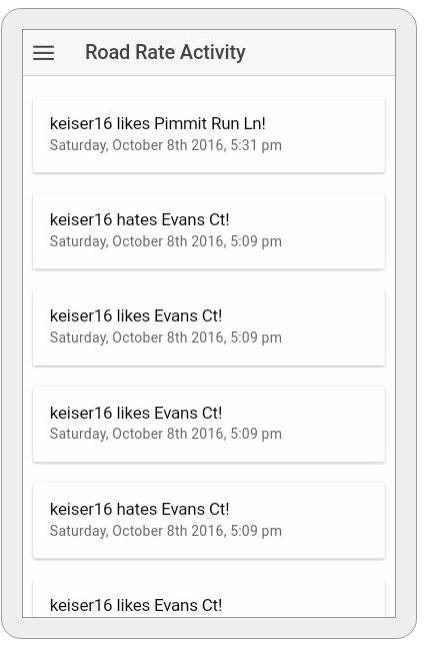 Road Rate Activity
keiser16 likes Pimmit Run Ln!
Saturday, October 8th 2016, 5:31 pm
keiser16 hates Evans Ct!
Saturday, October 8th 2016, 5:09 pm
keiser16 likes Evans Ct!
Saturday, October 8th 2016, 5:09 pm
keiser16 likes Evans Ct!
Saturday, October 8th 2016, 5:09 pm
keiser16 hates Evans Ct!
Saturday, October 8th 2016, 5:09 pm
keiser16 likes Evans Ct!